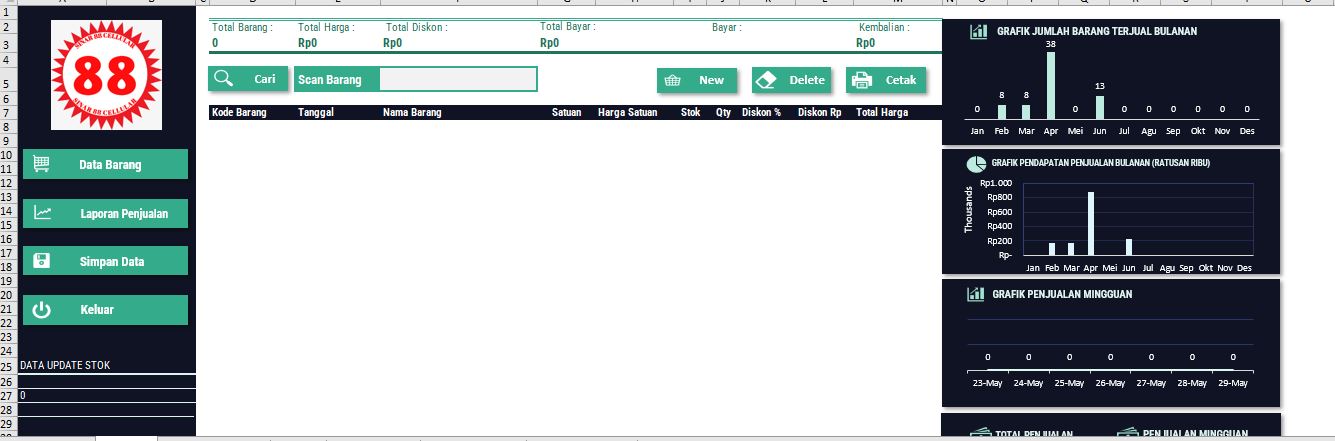 1
2
3
4
5
6
7
8
9
10
11
12
13
14
15
16
17
18
19
20
21
22
23
24
25
26
27
28
29
SINAR 88 CELLULAR
88
SINAR 88 CELLULAR
Data Barang
Laporan Penjualan
Simpan Data
Keluar
DATA UPDATE STOK
0
Total Barang : Total Harga : Total Diskon : Total Bayar : Bayar : Kembalian :
0 Rp0 Rp0 Rp0 Rp0
Cari Scan Barang New Delete Cetak
Kode Barang Tanggal Nama Barang Satuan Harga Satuan Stok Qty Diskon % Diskon Rp Total Harga
GRAFIK JUMLAH BARANG TERJUAL BULANAN
0 8 8 38 0 13 0 0 0 0 0 0
Jan Feb Mar Apr Mei Jun Jul Agu Sep Okt Nov Des
GRAFIK PENDAPATAN PENJUALAN BULANAN (RATUSAN RIBU)
Thousands
Rp1.000
Rp800
Rp600
Rp400
Rp200
Rp-
Jan Feb Mar Apr Mei Jun Jul Agu Sep Okt Nov Des
GRAFIK PENJUALAN MINGGUAN
0 0 0 0 0 0 0
23-May 24-May 25-May 26-May 27-May 28-May 29-May
TOTAL PENJUALAN PENJUALAN MINGGUAN